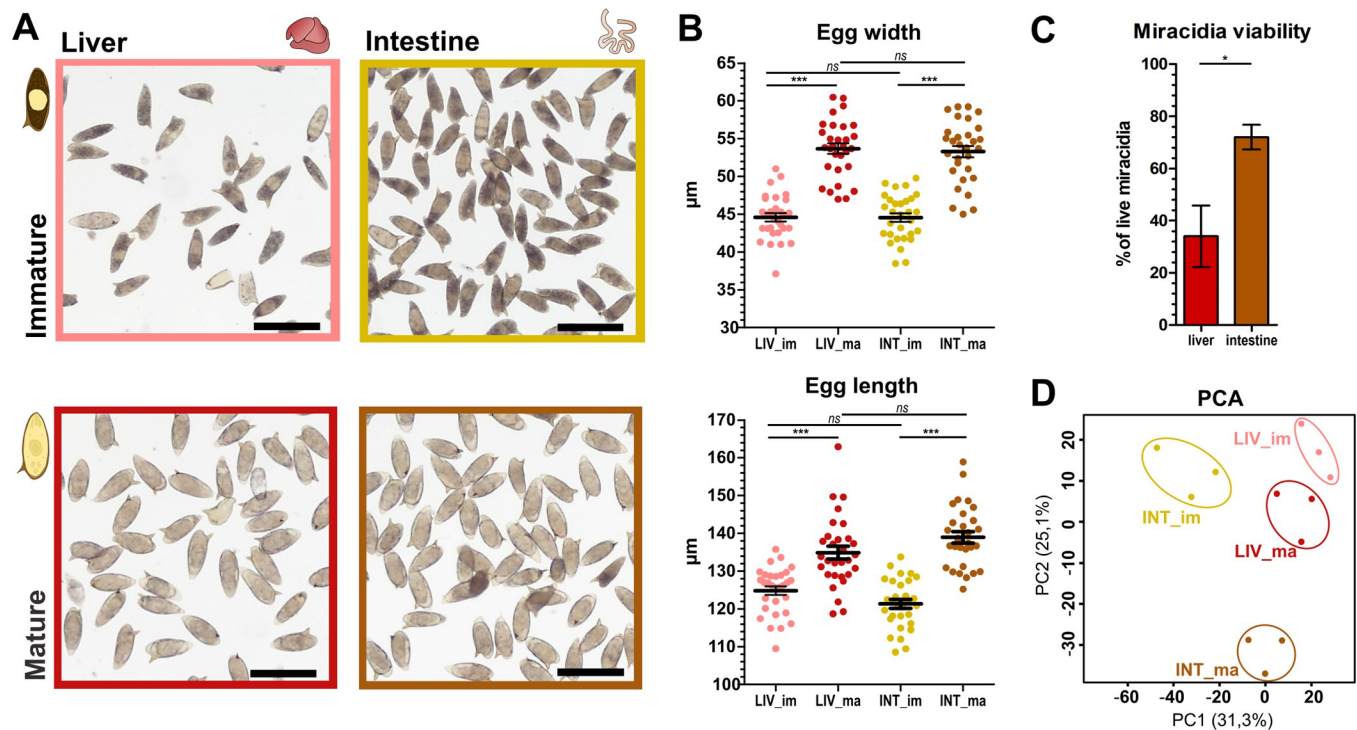 A
Liver
Intestine
Immature
Mature
B
Egg width
65
60
55
50
45
40
35
30
µm
ns
ns
***
***
LIV_im
LIV_ma
INT_im
INT_ma
Egg length
170
160
150
140
130
120
110
100
µm
ns
ns
***
***
LIV_im
LIV_ma
INT_im
INT_ma
C
Miracidia viability
*
100
80
60
40
20
0
%of live miracidia
liver
intestine
D
PCA
20
10
0
-10
-20
-30
PC2 (25,1%)
LIV_im
INT_im
LIV_ma
INT_ma
-60
-40
-20
0
20
PC1 (31,3%)